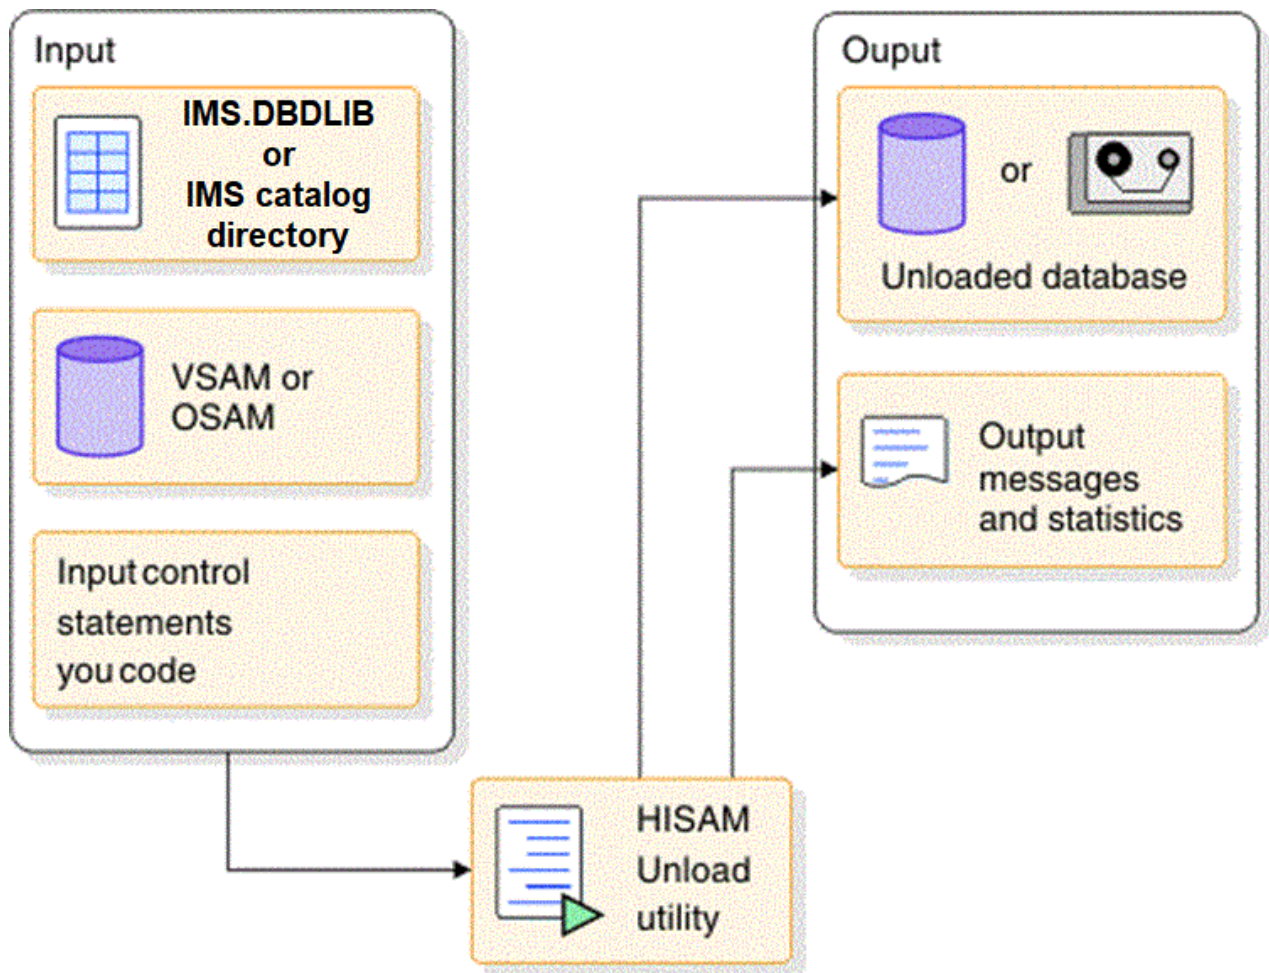 Input
IMS.DBDLIB
or
IMS catalog
directory
VSAM or
OSAM
Input control
statements
you code
HISAM
Unload
utility
Ouput
or
Unloaded database
Output
messages
and statistics